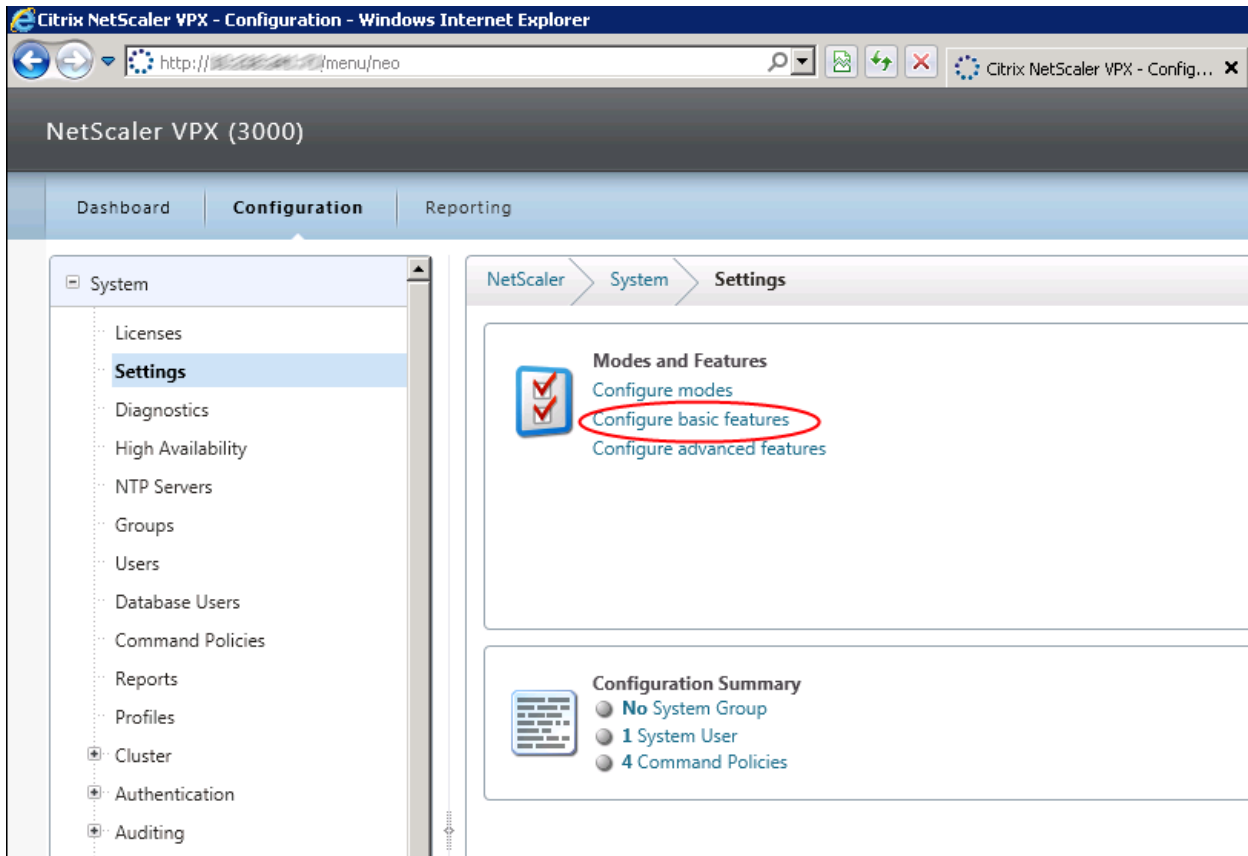 Citrix NetScaler VPX - Configuration - Windows Internet Explorer
http:// /menu/neo
Citrix NetScaler VPX - Config...
NetScaler VPX (3000)
Dashboard Configuration Reporting
System
Licenses
Settings
Diagnostics
High Availability
NTP Servers
Groups
Users
Database Users
Command Policies
Reports
Profiles
Cluster
Authentication
Auditing
NetScaler System Settings
Modes and Features
Configure modes
Configure basic features
Configure advanced features
Configuration Summary
No System Group
1 System User
4 Command Policies